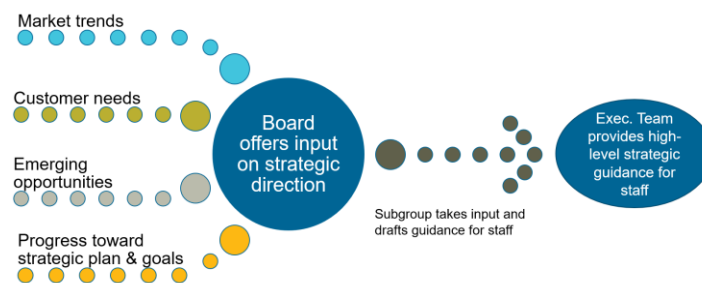 Market trends
Customer needs
Emerging
opportunities
Progress toward
strategic plan & goals
Board
offers input
on strategic
direction
Subgroup takes input and
drafts guidance for staff
Exec. Team
provides high-
level strategic
guidance for
staff